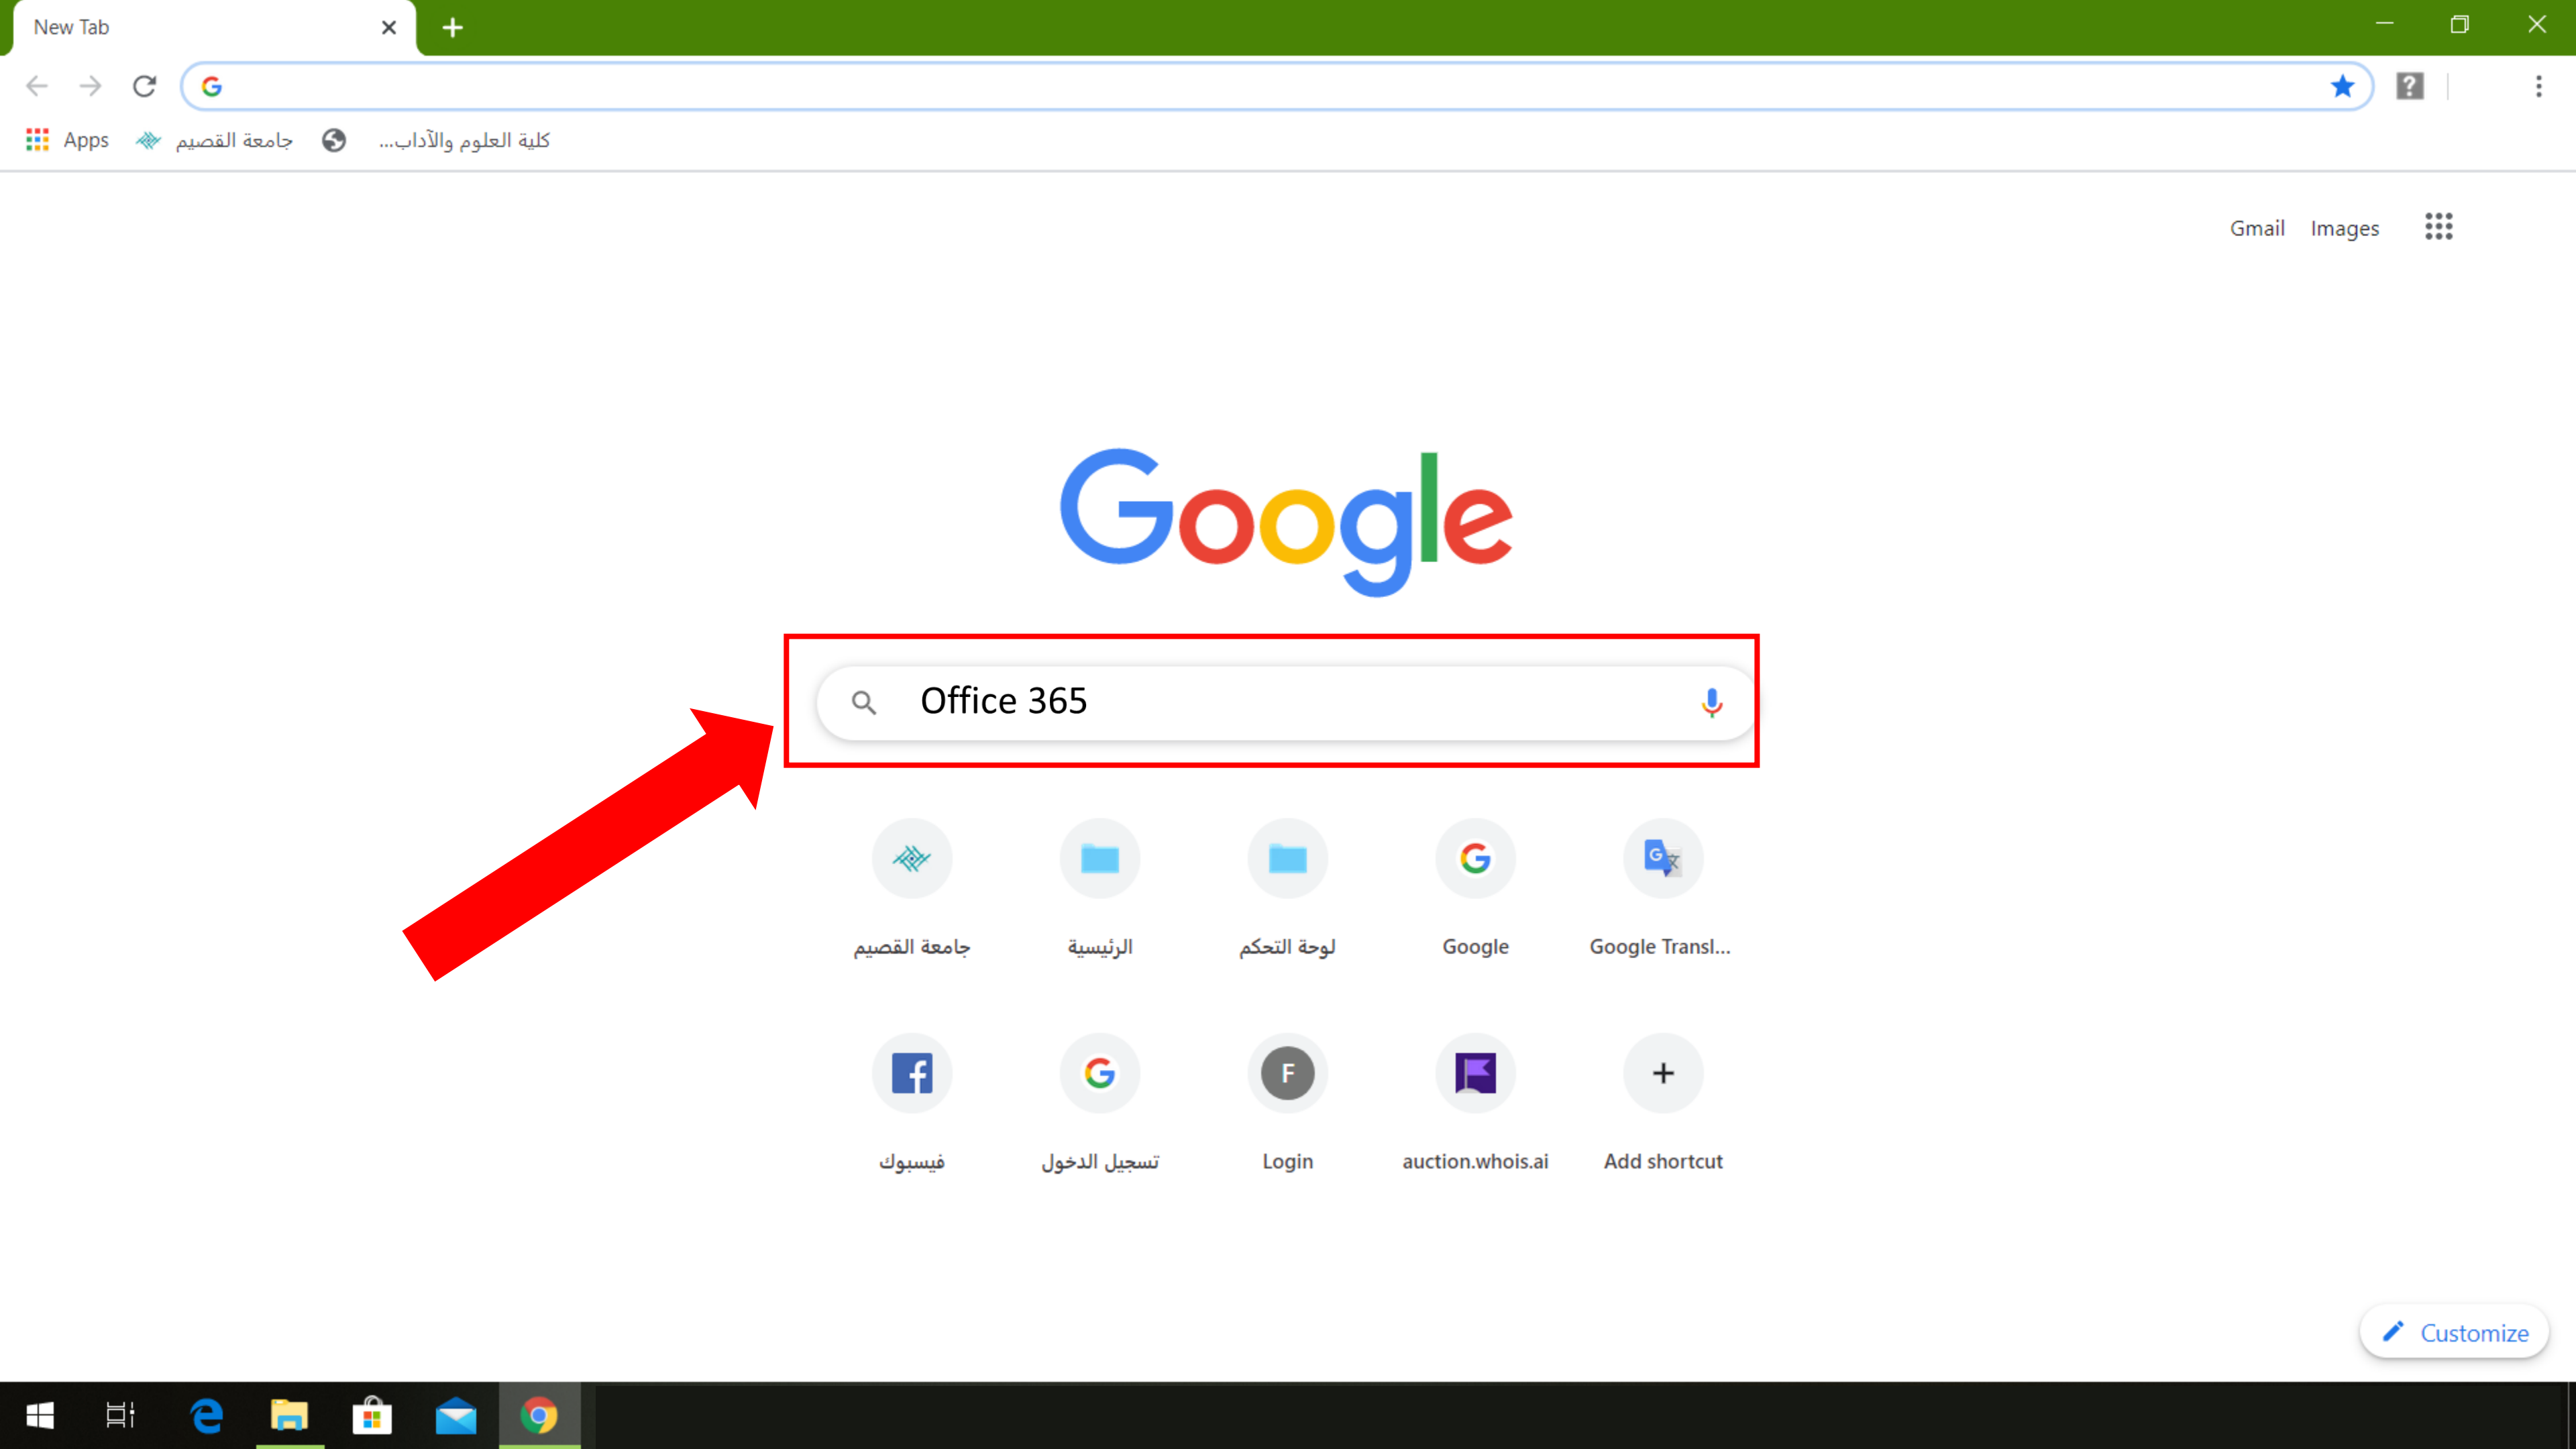 New Tab
Apps
جامعة القصيم
كلية العلوم والآداب...
Gmail Images
Google
Office 365
جامعة القصيم
الرئيسية
لوحة التحكم
Google
Google Transl...
فيسبوك
تسجيل الدخول
F
Login
auction.whois.ai
Add shortcut
Customize